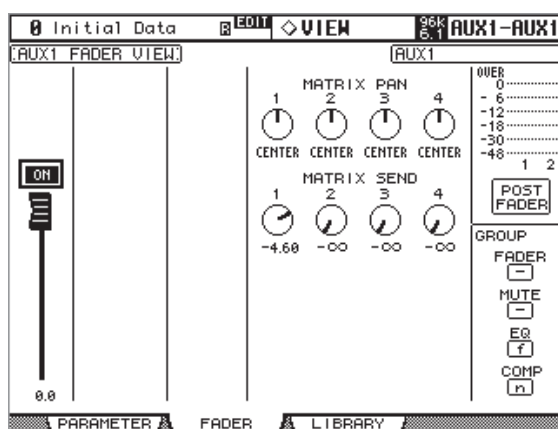 0 Initial Data R EDIT ◇VIEW 96K 6.1 AUX1-AUX1
AUX1 FADER VIEW
AUX1
ON
0.0
MATRIX PAN
1 2 3 4
CENTER CENTER CENTER CENTER
MATRIX SEND
1 2 3 4
-4.60 -∞ -∞ -∞
OVER
0
- 6
-12
-18
-30
-48
1 2
POST
FADER
GROUP
FADER
-
MUTE
-
EQ
f
COMP
n
PARAMETER FADER LIBRARY